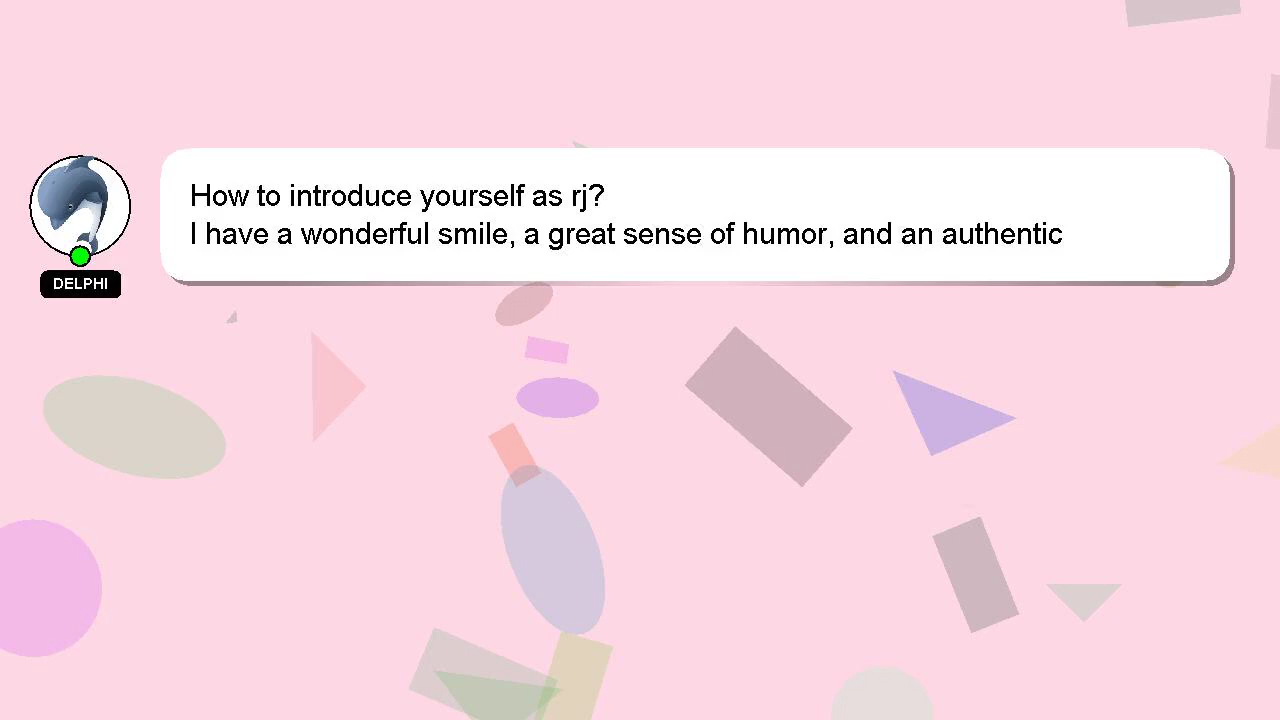 How to introduce yourself as rj?
I have a wonderful smile, a great sense of humor, and an authentic
DELPHI